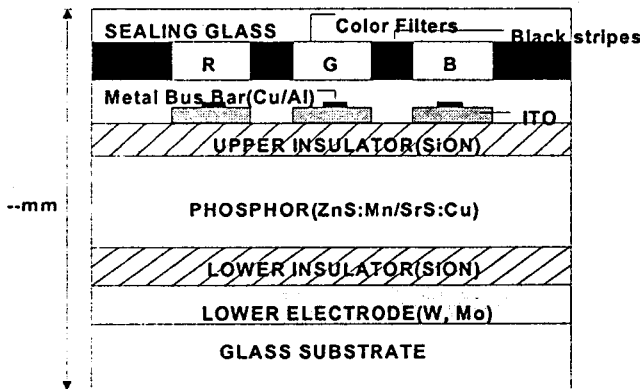 SEALING GLASS Color Filters Black stripes
R G B
Metal Bus Bar(Cu/Al)
ITO
UPPER INSULATOR(SiON)
--mm
PHOSPHOR(ZnS:Mn/SrS:Cu)
LOWER INSULATOR(SiON)
LOWER ELECTRODE(W, Mo)
GLASS SUBSTRATE